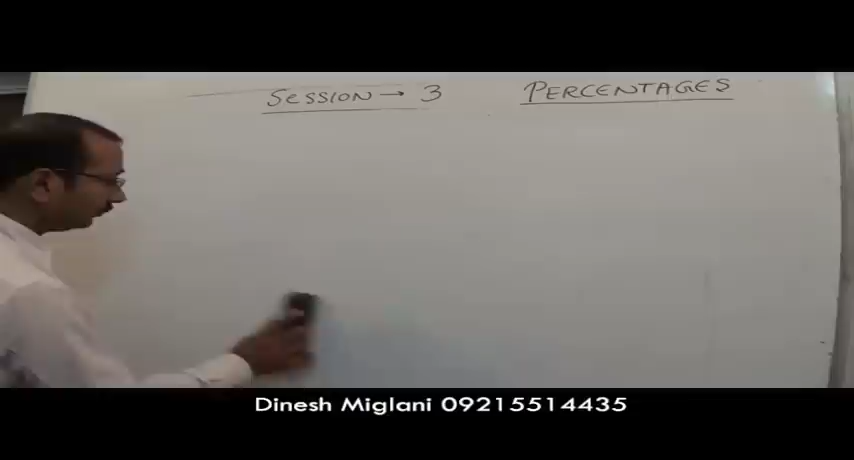 SESSION → 3 PERCENTAGES
Dinesh Miglani 09215514435